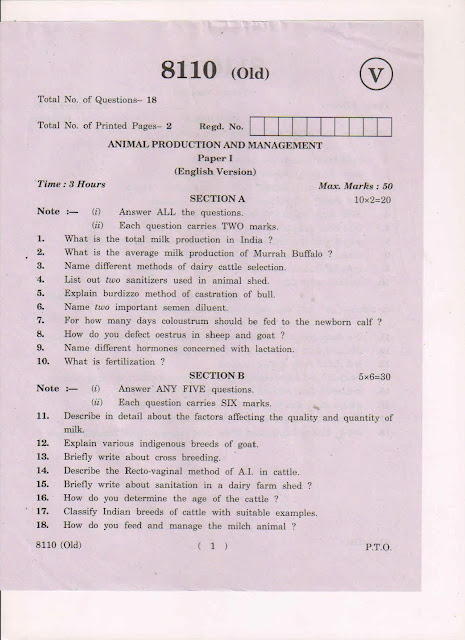 8110 (Old)
V
Total No. of Questions– 18
Total No. of Printed Pages– 2 Regd. No.
ANIMAL PRODUCTION AND MANAGEMENT
Paper I
(English Version)
Time : 3 Hours Max. Marks : 50
SECTION A 10×2=20
Note :— (i) Answer ALL the questions.
(ii) Each question carries TWO marks.
1. What is the total milk production in India ?
2. What is the average milk production of Murrah Buffalo ?
3. Name different methods of dairy cattle selection.
4. List out two sanitizers used in animal shed.
5. Explain burdizzo method of castration of bull.
6. Name two important semen diluent.
7. For how many days coloustrum should be fed to the newborn calf ?
8. How do you defect oestrus in sheep and goat ?
9. Name different hormones concerned with lactation.
10. What is fertilization ?
SECTION B 5×6=30
Note :— (i) Answer ANY FIVE questions.
(ii) Each question carries SIX marks.
11. Describe in detail about the factors affecting the quality and quantity of
milk.
12. Explain various indigenous breeds of goat.
13. Briefly write about cross breeding.
14. Describe the Recto-vaginal method of A.I. in cattle.
15. Briefly write about sanitation in a dairy farm shed ?
16. How do you determine the age of the cattle ?
17. Classify Indian breeds of cattle with suitable examples.
18. How do you feed and manage the milch animal ?
8110 (Old) ( 1 ) P.T.O.